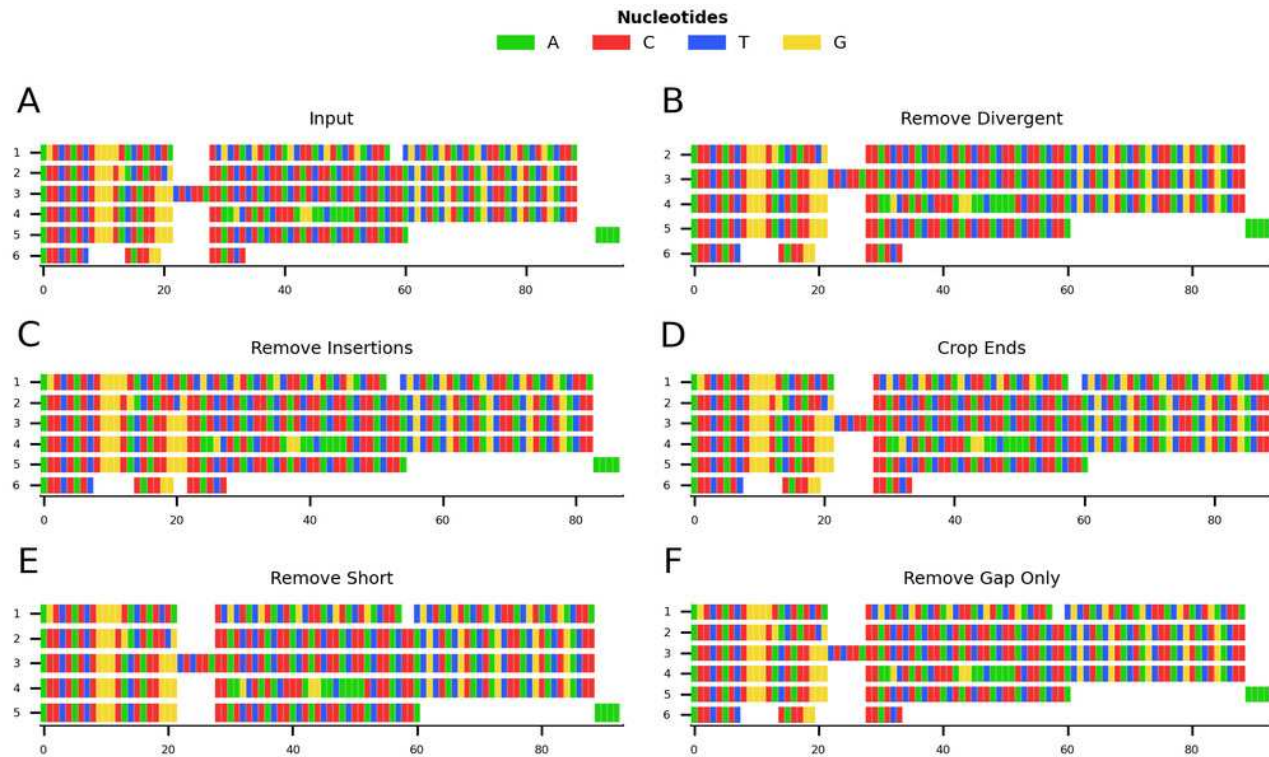 Nucleotides
A C T G
A
Input
1
2
3
4
5
6
0 20 40 60 80
B
Remove Divergent
2
3
4
5
6
0 20 40 60 80
C
Remove Insertions
1
2
3
4
5
6
0 20 40 60 80
D
Crop Ends
1
2
3
4
5
6
0 20 40 60 80
E
Remove Short
1
2
3
4
5
0 20 40 60 80
F
Remove Gap Only
1
2
3
4
5
6
0 20 40 60 80